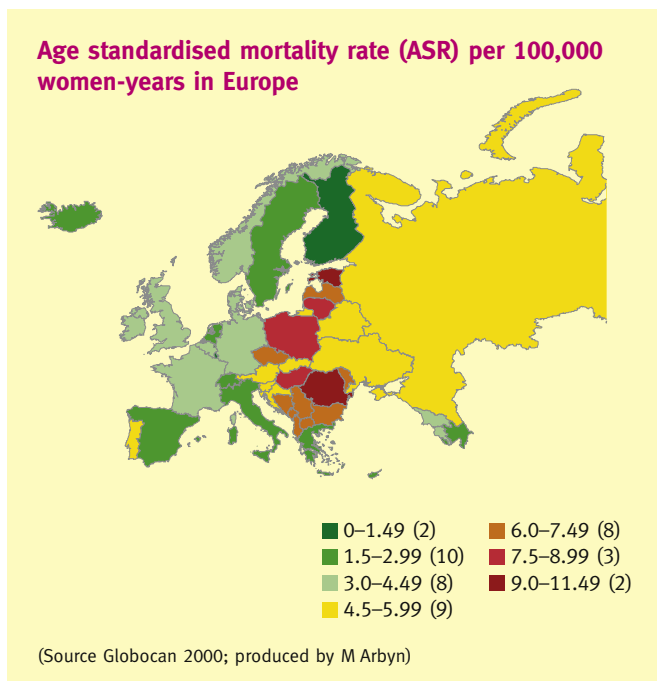 Age standardised mortality rate (ASR) per 100,000
women-years in Europe
0–1.49 (2)
1.5–2.99 (10)
3.0–4.49 (8)
4.5–5.99 (9)
6.0–7.49 (8)
7.5–8.99 (3)
9.0–11.49 (2)
(Source Globocan 2000; produced by M Arbyn)